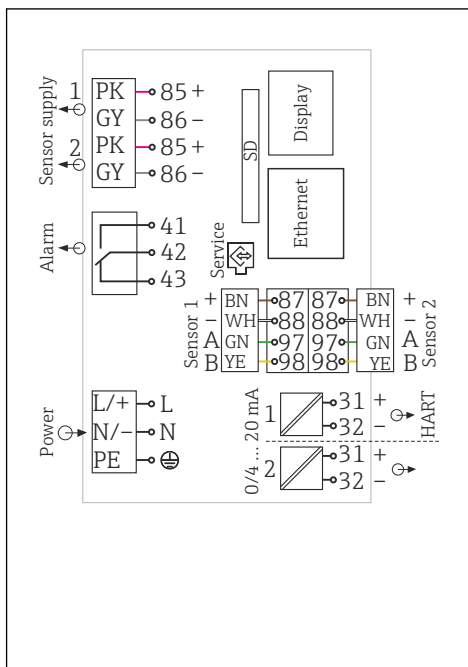 Sensor supply
1 PK 85 +
GY 86 -
2 PK 85 +
GY 86 -
Display
SD
Ethernet
Alarm
41
42
43
Service
Sensor 1
+ BN 87 87 BN +
- WH 88 88 WH -
A GN 97 97 GN A
B YE 98 98 YE B
Sensor 2
Power
L/+ L
N/- N
PE
0/4 ... 20 mA
1 31 +
32 -
HART
2 31 +
32 -